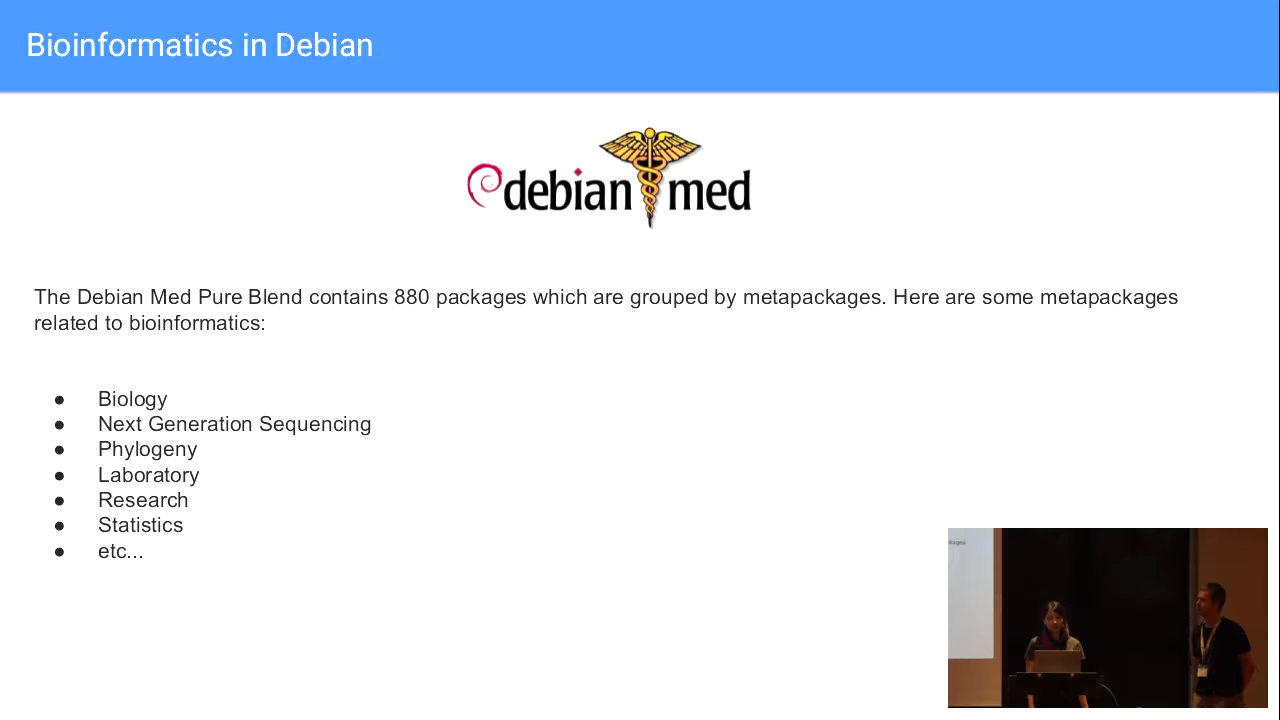 Bioinformatics in Debian
debian med
The Debian Med Pure Blend contains 880 packages which are grouped by metapackages. Here are some metapackages
related to bioinformatics:
● Biology
● Next Generation Sequencing
● Phylogeny
● Laboratory
● Research
● Statistics
● etc...